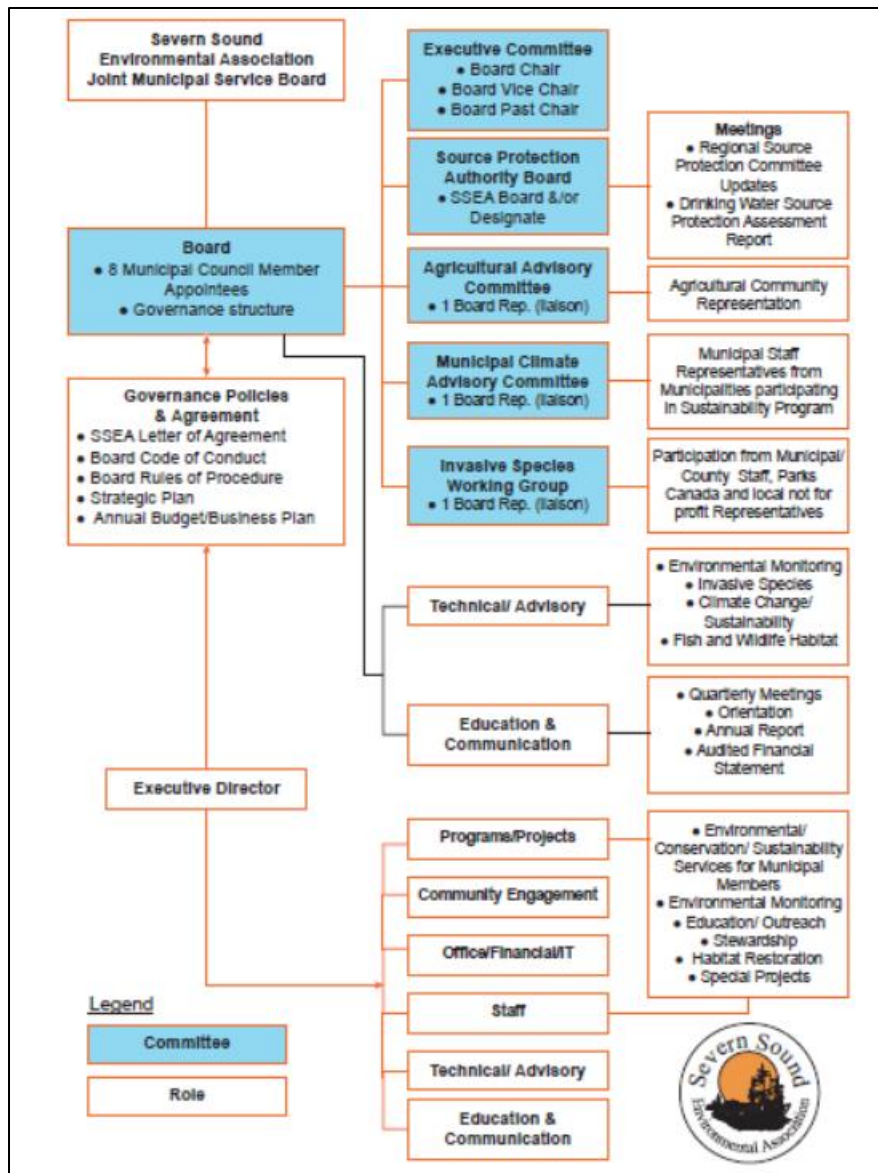 Severn Sound
Environmental Association
Joint Municipal Service Board
Executive Committee
● Board Chair
● Board Vice Chair
● Board Past Chair
Source Protection
Authority Board
● SSEA Board &/or
Designate
Meetings
● Regional Source
Protection Committee
Updates
● Drinking Water Source
Protection Assessment
Report
Board
● 8 Municipal Council Member
Appointees
● Governance structure
Agricultural Advisory
Committee
● 1 Board Rep. (liaison)
Agricultural Community
Representation
Municipal Climate
Advisory Committee
● 1 Board Rep. (liaison)
Municipal Staff
Representatives from
Municipalities participating
in Sustainability Program
Governance Policies
& Agreement
● SSEA Letter of Agreement
● Board Code of Conduct
● Board Rules of Procedure
● Strategic Plan
● Annual Budget/Business Plan
Invasive Species
Working Group
● 1 Board Rep. (liaison)
Participation from Municipal/
County Staff, Parks
Canada and local not for
profit Representatives
Technical/ Advisory
● Environmental Monitoring
● Invasive Species
● Climate Change/
Sustainability
● Fish and Wildlife Habitat
Education &
Communication
● Quarterly Meetings
● Orientation
● Annual Report
● Audited Financial
Statement
Executive Director
Programs/Projects
Community Engagement
Office/Financial/IT
Staff
Technical/ Advisory
Education &
Communication
● Environmental/
Conservation/ Sustainability
Services for Municipal
Members
● Environmental Monitoring
● Education/ Outreach
● Stewardship
● Habitat Restoration
● Special Projects
Legend
Committee
Role
Severn Sound
Environmental Association